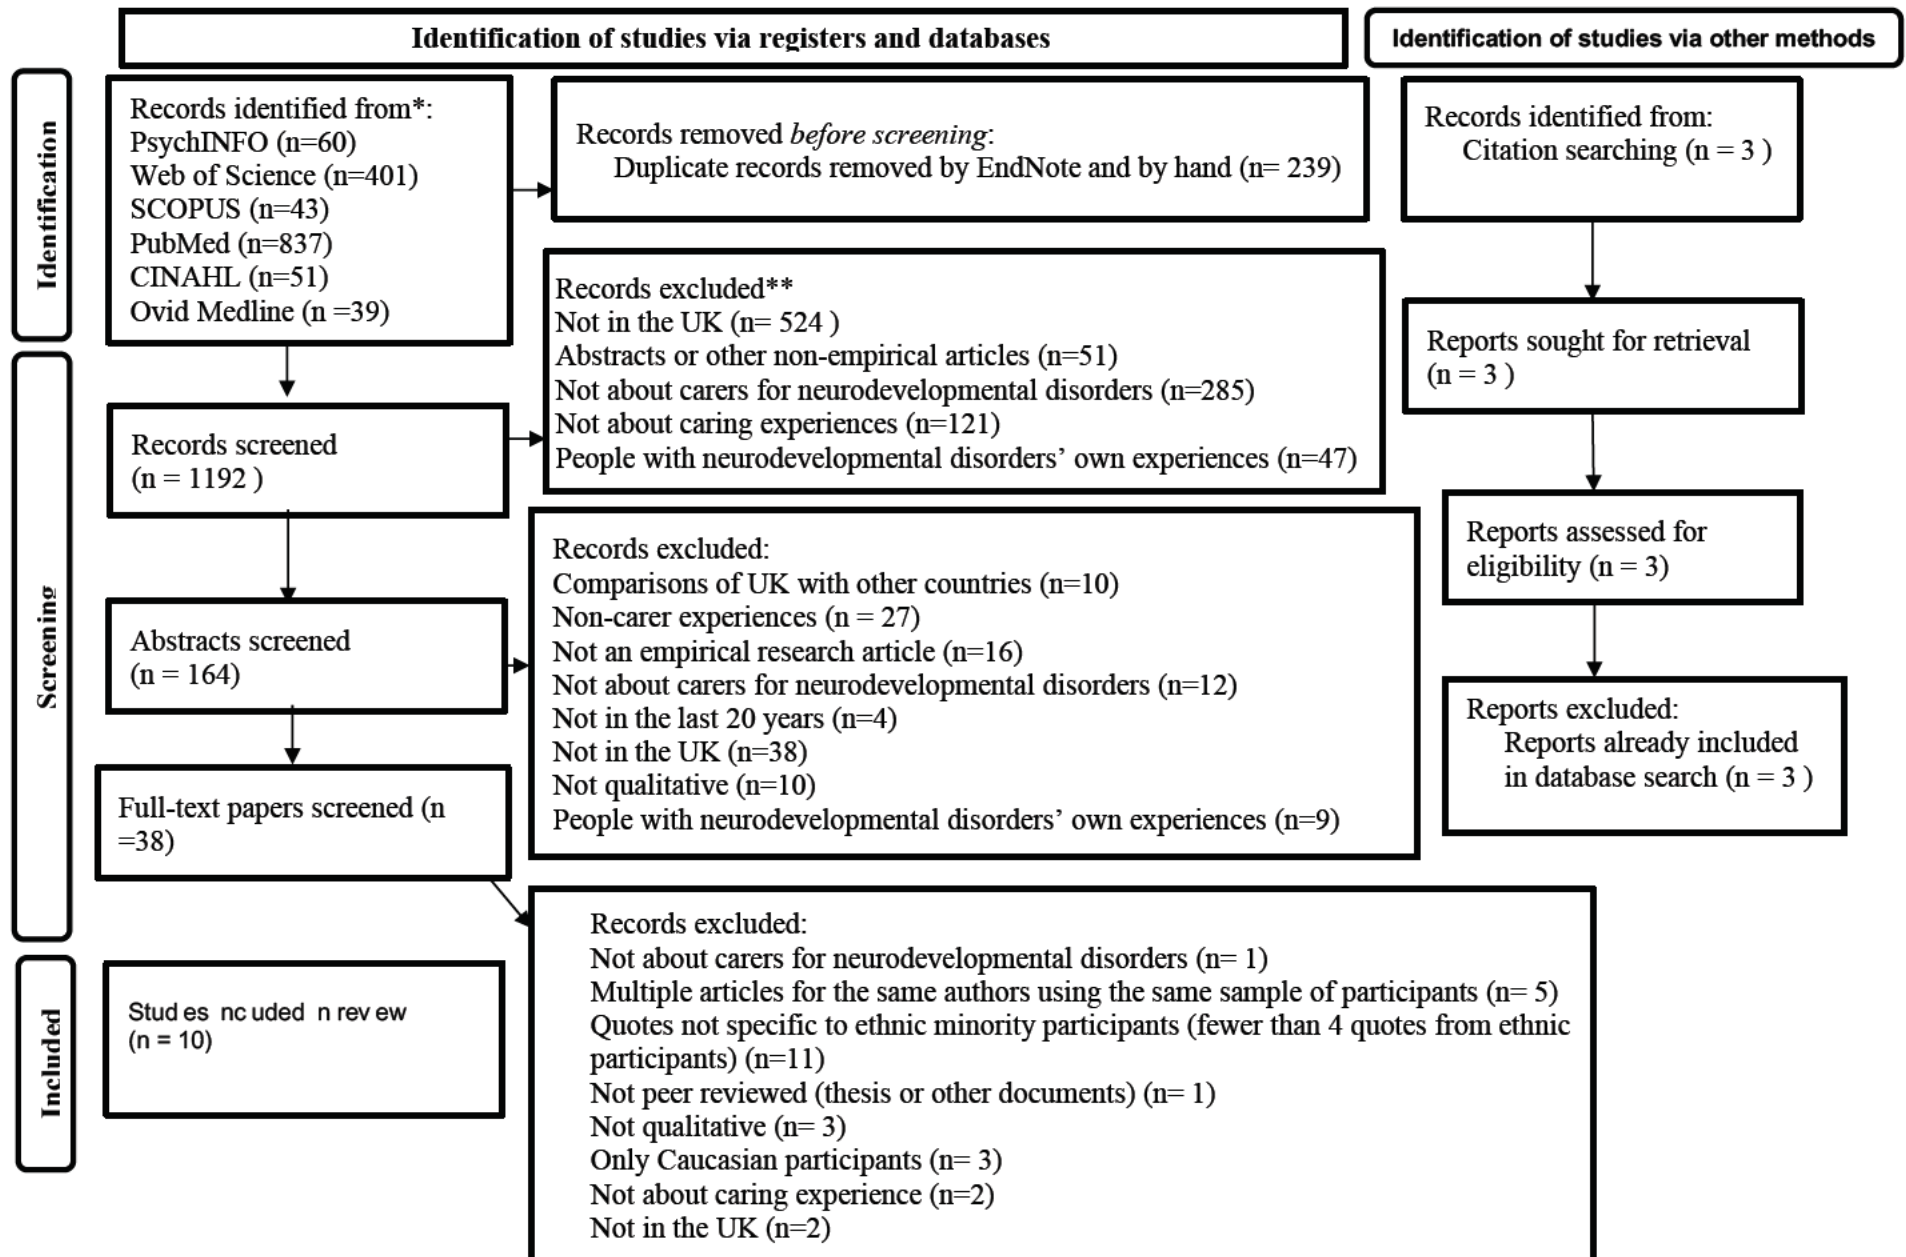 Identification of studies via registers and databases
Identification of studies via other methods
Identification
Records identified from*:
PsychINFO (n=60)
Web of Science (n=401)
SCOPUS (n=43)
PubMed (n=837)
CINAHL (n=51)
Ovid Medline (n =39)
Records removed before screening:
Duplicate records removed by EndNote and by hand (n= 239)
Records identified from:
Citation searching (n = 3 )
Records excluded**
Not in the UK (n= 524 )
Abstracts or other non-empirical articles (n=51)
Not about carers for neurodevelopmental disorders (n=285)
Not about caring experiences (n=121)
People with neurodevelopmental disorders’ own experiences (n=47)
Reports sought for retrieval
(n = 3 )
Screening
Records screened
(n = 1192 )
Reports assessed for
eligibility (n = 3)
Records excluded:
Comparisons of UK with other countries (n=10)
Non-carer experiences (n = 27)
Not an empirical research article (n=16)
Not about carers for neurodevelopmental disorders (n=12)
Not in the last 20 years (n=4)
Not in the UK (n=38)
Not qualitative (n=10)
People with neurodevelopmental disorders’ own experiences (n=9)
Abstracts screened
(n = 164)
Reports excluded:
Reports already included
in database search (n = 3 )
Full-text papers screened (n
=38)
Records excluded:
Not about carers for neurodevelopmental disorders (n= 1)
Multiple articles for the same authors using the same sample of participants (n= 5)
Quotes not specific to ethnic minority participants (fewer than 4 quotes from ethnic
participants) (n=11)
Not peer reviewed (thesis or other documents) (n= 1)
Not qualitative (n= 3)
Only Caucasian participants (n= 3)
Not about caring experience (n=2)
Not in the UK (n=2)
Included
Stud es nc uded n rev ew
(n = 10)